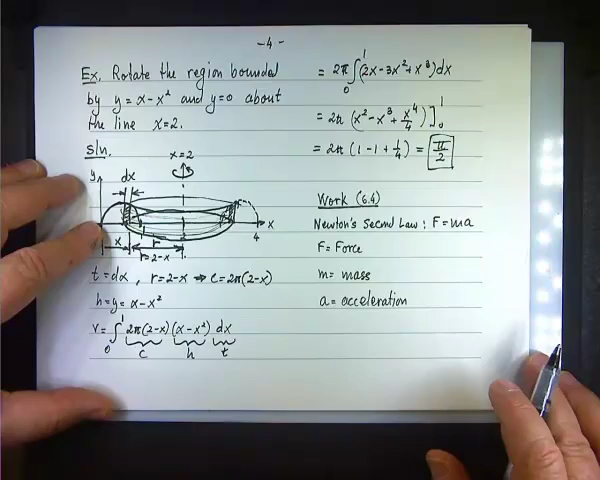 -4-
Ex. Rotate the region bounded
by y = x - x² and y=0 about
the line x=2.
sln.
x=2
y
dx
x
x
r
2
4
r=2-x
t = dx, r=2-x ⇒ c=2π(2-x)
h=y= x-x²
V= ∫₀¹ 2π(2-x)(x-x²) dx
c h t
= 2π ∫₀¹ (2x-3x²+x³)dx
= 2π (x² - x³ + x⁴/4) ]₀¹
= 2π (1-1+1/4) = π/2
Work (6.4)
Newton's Second Law: F=ma
F= Force
m= mass
a= acceleration